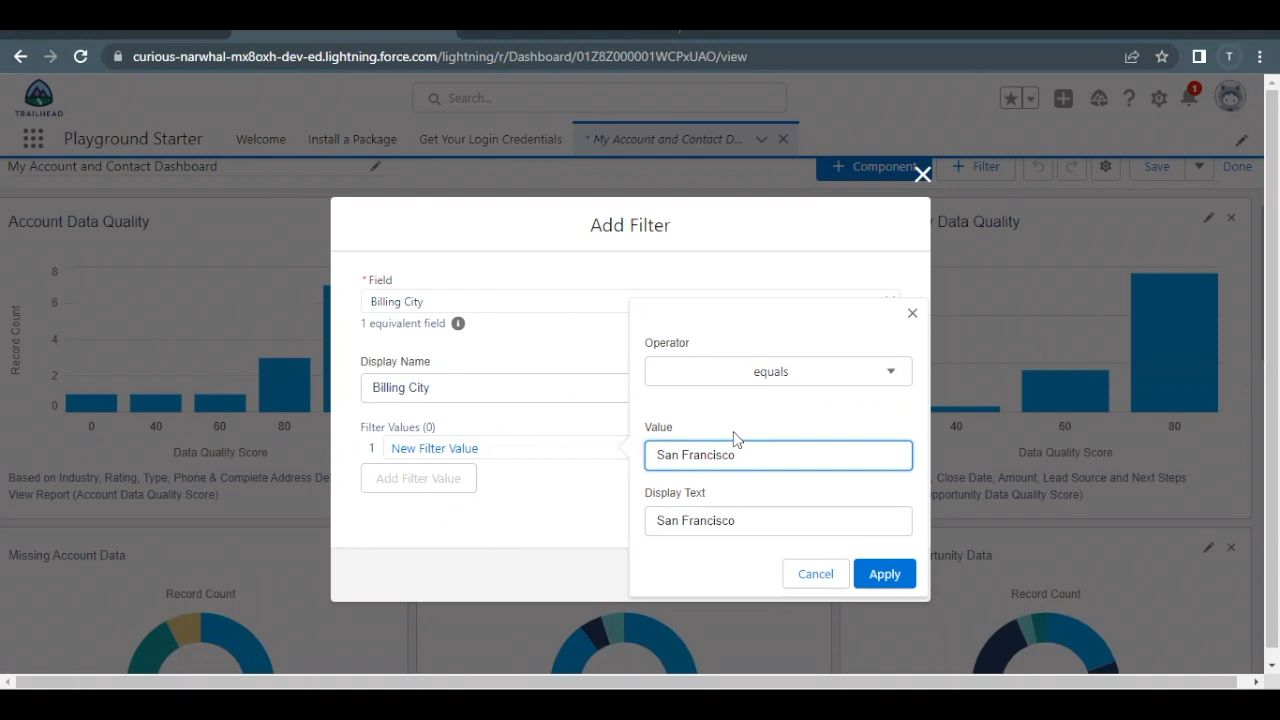 curious-narwhal-mx8oxh-dev-ed.lightning.force.com/lightning/r/Dashboard/01Z8Z000001WCPxUAO/view
T
TRAILHEAD
Search...
1
Playground Starter
Welcome
Install a Package
Get Your Login Credentials
* My Account and Contact D...
My Account and Contact Dashboard
+ Component
+ Filter
Save
Done
Add Filter
Account Data Quality
8
6
4
2
0
Record Count
0
20
40
60
80
Data Quality Score
Based on Industry, Rating, Type, Phone & Complete Address De
View Report (Account Data Quality Score)
* Field
Billing City
1 equivalent field
Display Name
Billing City
Filter Values (0)
1 New Filter Value
Add Filter Value
Operator
equals
Value
San Francisco
Display Text
San Francisco
Cancel
Apply
Data Quality
40
60
80
Data Quality Score
, Close Date, Amount, Lead Source and Next Steps
pportunity Data Quality Score)
Missing Account Data
Record Count
rtunity Data
Record Count